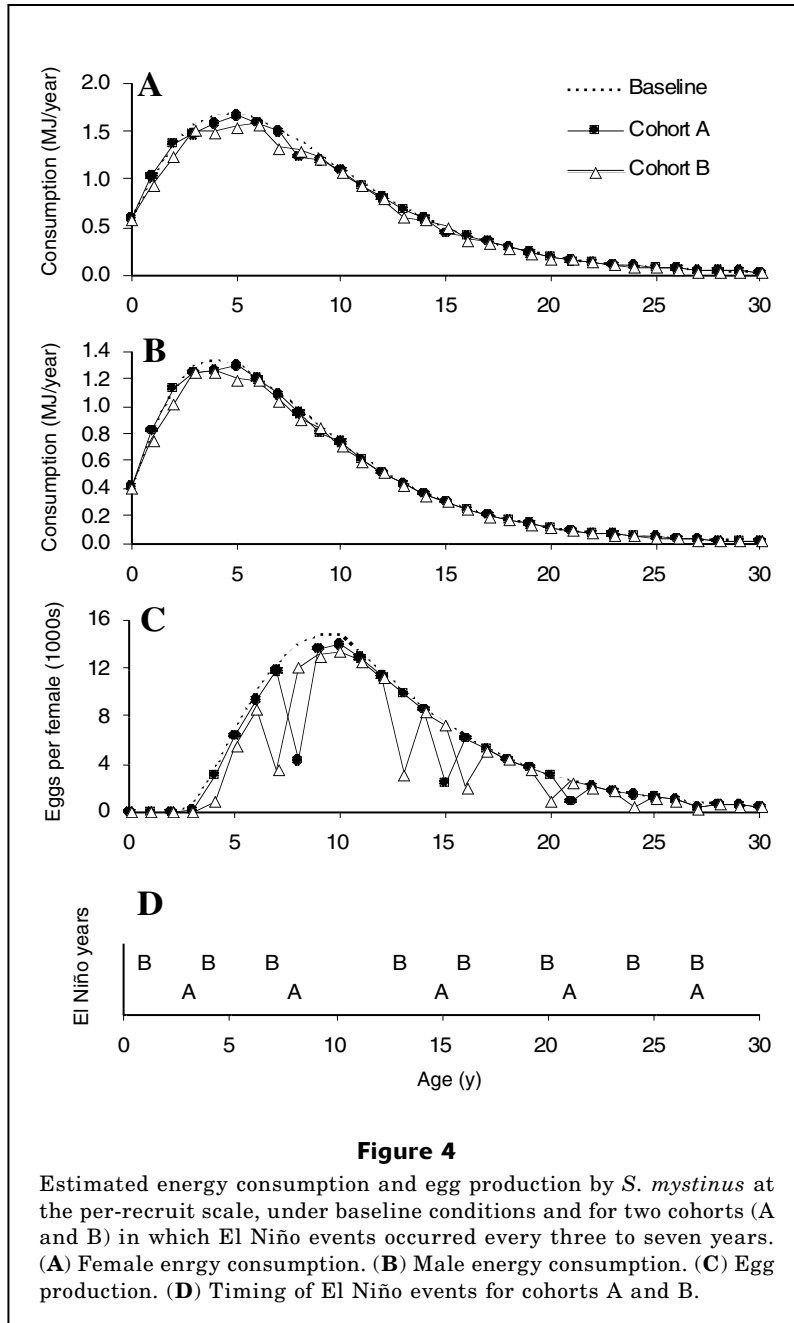 A
Consumption (MJ/year)
2.0
1.5
1.0
0.5
0.0
0 5 10 15 20 25 30
Baseline
Cohort A
Cohort B
B
Consumption (MJ/year)
1.4
1.2
1.0
0.8
0.6
0.4
0.2
0.0
0 5 10 15 20 25 30
C
Eggs per female (1000s)
16
12
8
4
0
0 5 10 15 20 25 30
D
El Niño years
B B B B B B B B
A A A A A
0 5 10 15 20 25 30
Age (y)
Figure 4
Estimated energy consumption and egg production by S. mystinus at
the per-recruit scale, under baseline conditions and for two cohorts (A
and B) in which El Niño events occurred every three to seven years.
(A) Female enrgy consumption. (B) Male energy consumption. (C) Egg
production. (D) Timing of El Niño events for cohorts A and B.